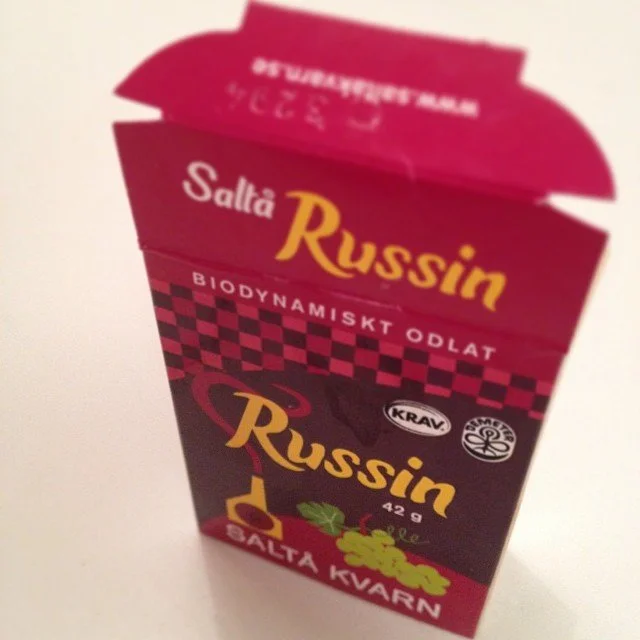 www.saltakvarn.se
Saltå Russin
BIODYNAMISKT ODLAT
Russin
KRAV
DEMETER
42 g
SALTÅ KVARN